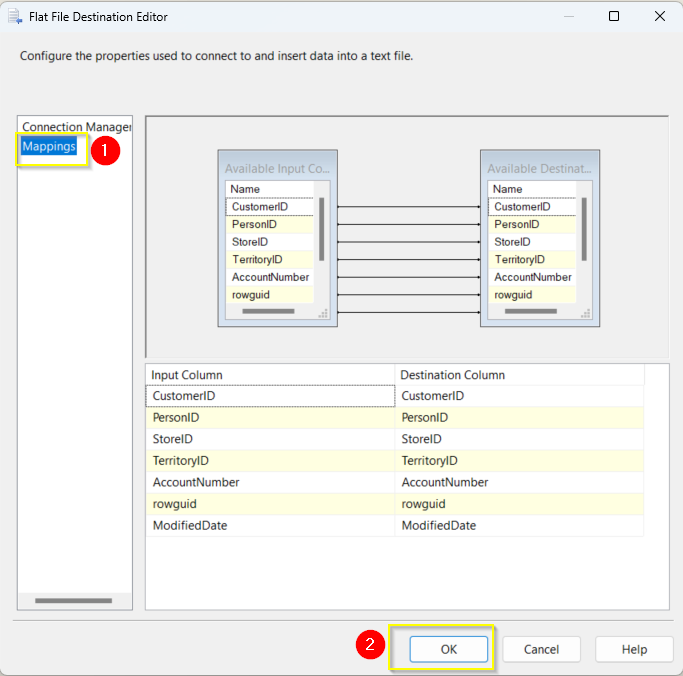 Flat File Destination Editor
Configure the properties used to connect to and insert data into a text file.
Connection Manager
Mappings
1
Available Input Co...
Name
CustomerID
PersonID
StoreID
TerritoryID
AccountNumber
rowguid
Available Destinat...
Name
CustomerID
PersonID
StoreID
TerritoryID
AccountNumber
rowguid
Input Column Destination Column
CustomerID CustomerID
PersonID PersonID
StoreID StoreID
TerritoryID TerritoryID
AccountNumber AccountNumber
rowguid rowguid
ModifiedDate ModifiedDate
2 OK Cancel Help